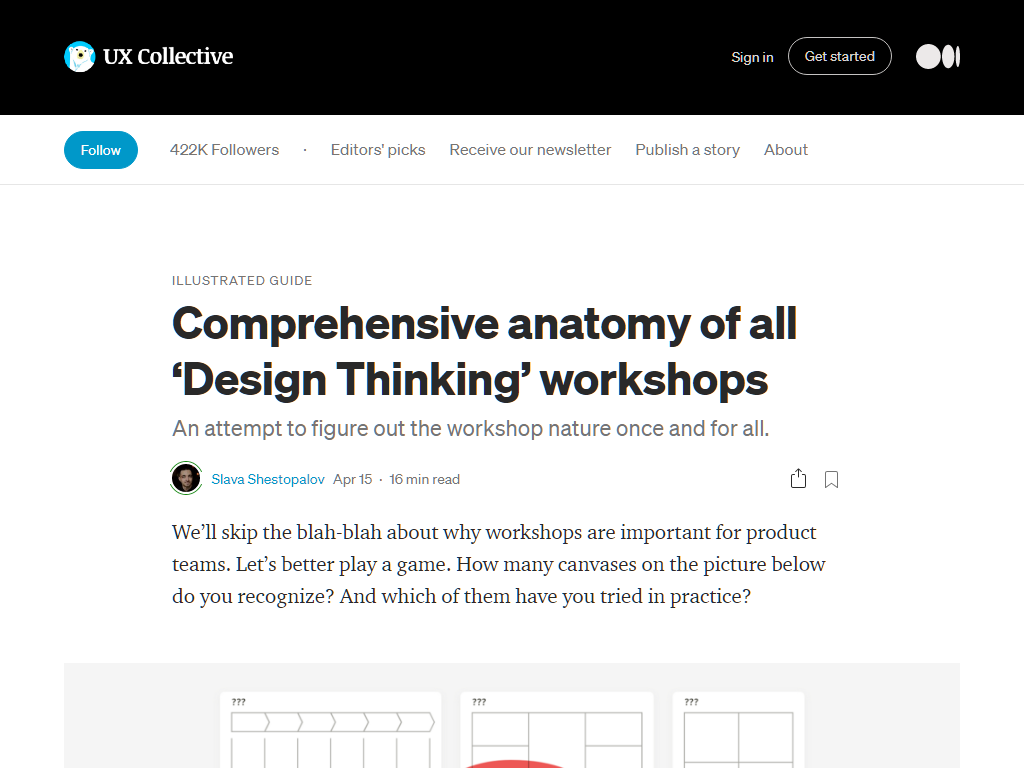 UX Collective
Sign in
Get started
Follow
422K Followers
·
Editors' picks
Receive our newsletter
Publish a story
About
ILLUSTRATED GUIDE
Comprehensive anatomy of all
‘Design Thinking’ workshops
An attempt to figure out the workshop nature once and for all.
Slava Shestopalov Apr 15 · 16 min read
We’ll skip the blah-blah about why workshops are important for product
teams. Let’s better play a game. How many canvases on the picture below
do you recognize? And which of them have you tried in practice?
???
???
???